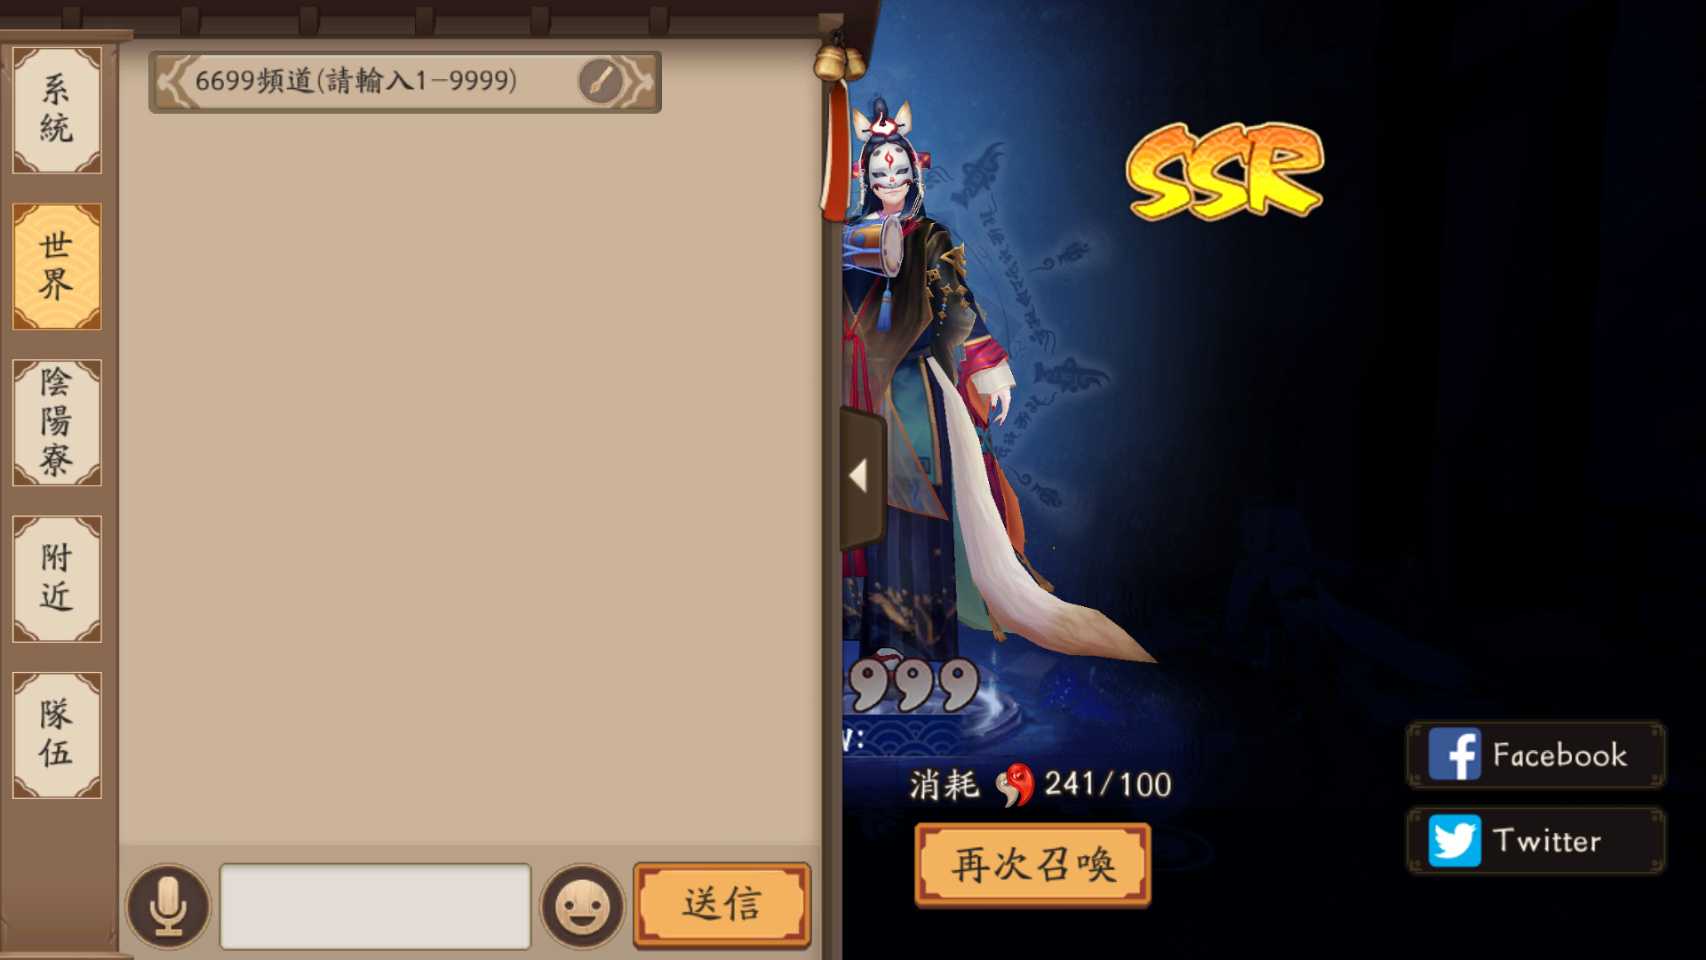 系統
世界
陰陽寮
附近
隊伍
6699頻道(請輸入1-9999)
送信
SSR
消耗 241/100
再次召喚
Facebook
Twitter